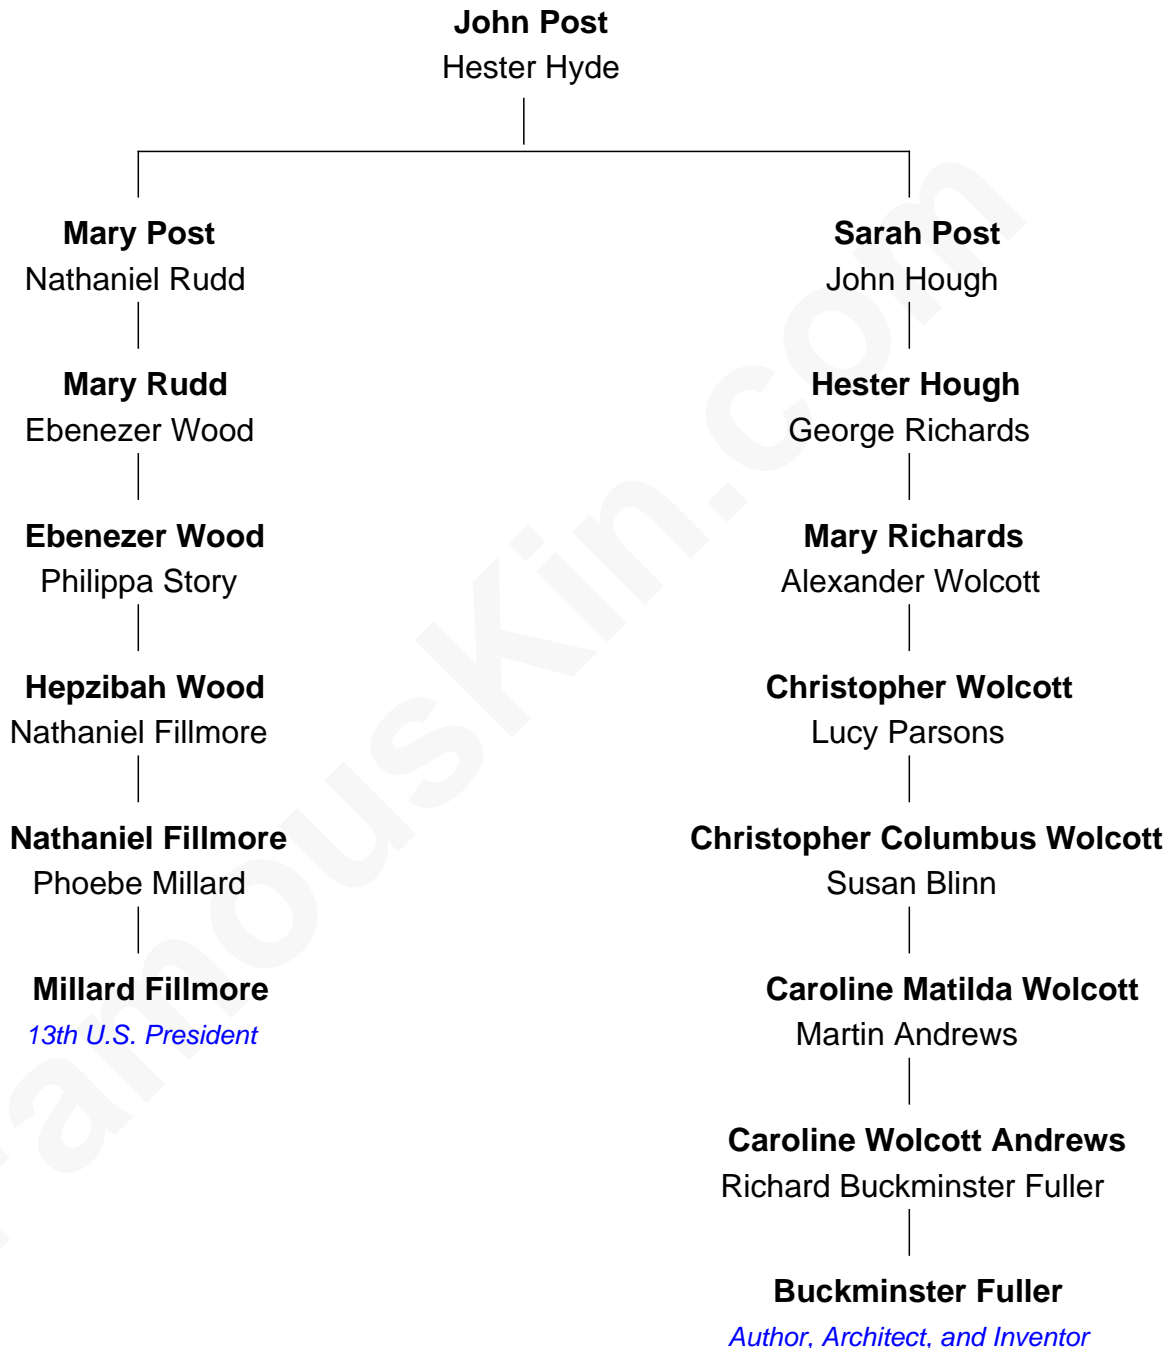 John Post
Hester Hyde
Mary Post
Nathaniel Rudd
Sarah Post
John Hough
Mary Rudd
Ebenezer Wood
Hester Hough
George Richards
Ebenezer Wood
Philippa Story
Mary Richards
Alexander Wolcott
Hepzibah Wood
Nathaniel Fillmore
Christopher Wolcott
Lucy Parsons
Nathaniel Fillmore
Phoebe Millard
Christopher Columbus Wolcott
Susan Blinn
Millard Fillmore
13th U.S. President
Caroline Matilda Wolcott
Martin Andrews
Caroline Wolcott Andrews
Richard Buckminster Fuller
Buckminster Fuller
Author, Architect, and Inventor
FamousKin.com